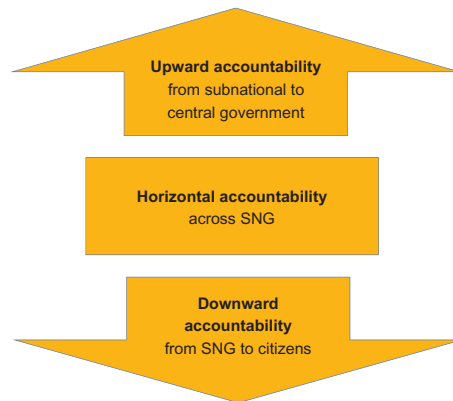 Upward accountability
from subnational to
central government
Horizontal accountability
across SNG
Downward
accountability
from SNG to citizens